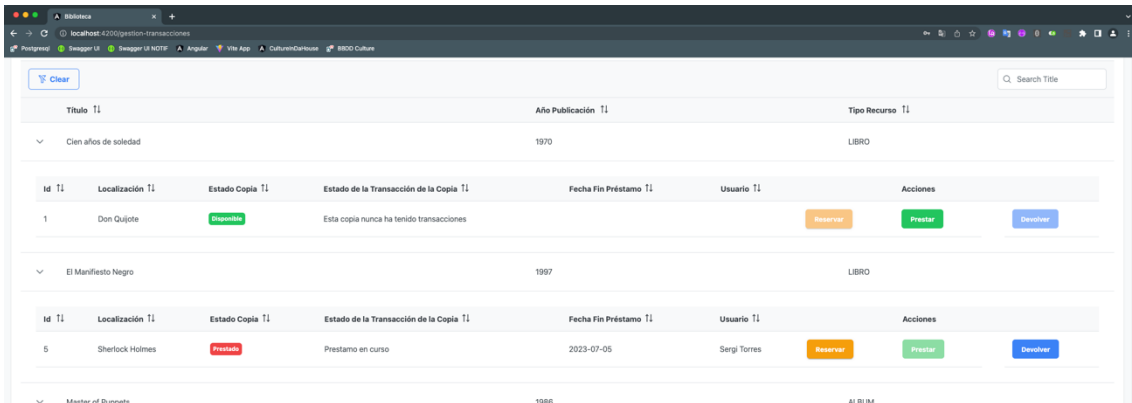 Biblioteca
localhost:4200/gestion-transacciones
Postgresql Swagger UI Swagger UI NOTIF Angular Vite App CultureInDaHouse BBDD Culture
Clear Search Title
Título Año Publicación Tipo Recurso
Cien años de soledad 1970 LIBRO
Id Localización Estado Copia Estado de la Transacción de la Copia Fecha Fin Préstamo Usuario Acciones
1 Don Quijote Disponible Esta copia nunca ha tenido transacciones Reservar Prestar Devolver
El Manifiesto Negro 1997 LIBRO
Id Localización Estado Copia Estado de la Transacción de la Copia Fecha Fin Préstamo Usuario Acciones
5 Sherlock Holmes Prestado Prestamo en curso 2023-07-05 Sergi Torres Reservar Prestar Devolver
Master of Puppets 1986 ALBUM